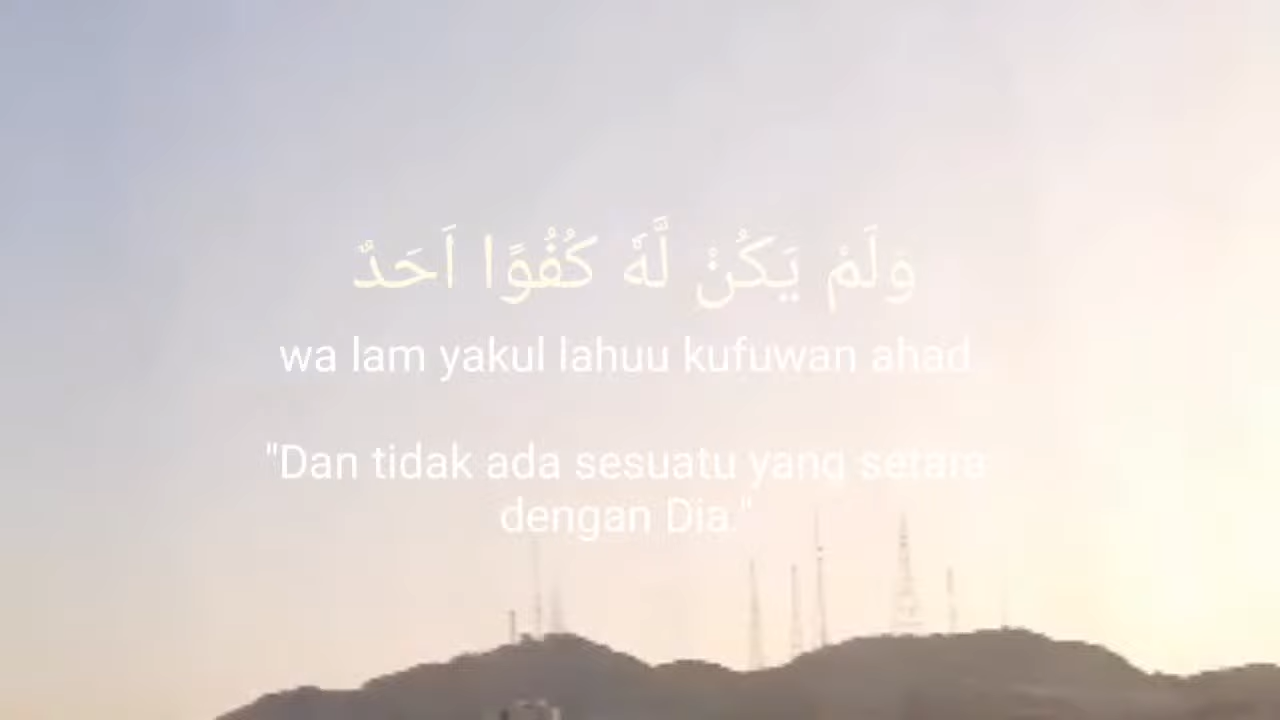 وَلَمْ يَكُنْ لَّهٗ كُفُوًا اَحَدٌ
wa lam yakul lahuu kufuwan ahad
"Dan tidak ada sesuatu yang setara
dengan Dia."